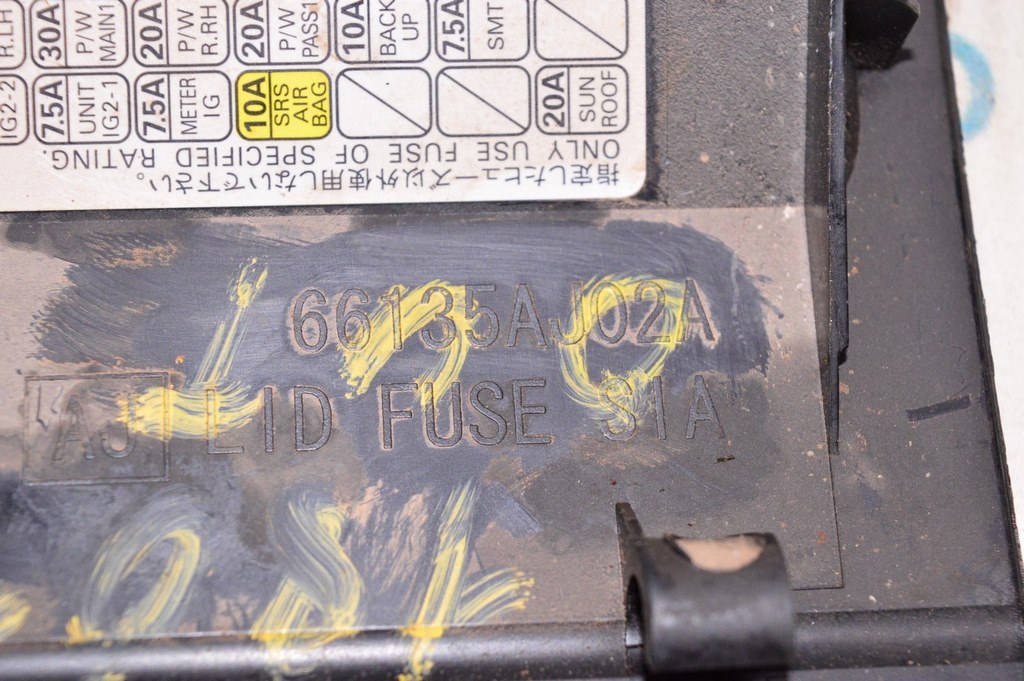 R.LH 30A P/W MAIN1 20A P/W R.RH 20A P/W PASS1 10A BACK UP 7.5A SMT
IG2-2 7.5A UNIT IG2-1 7.5A METER IG 10A SRS AIR BAG 20A SUN ROOF
ONLY USE FUSE OF SPECIFIED RATING.
指定したヒューズ以外使用しないで下さい。
66135AJ02A
AJ LID FUSE SIA